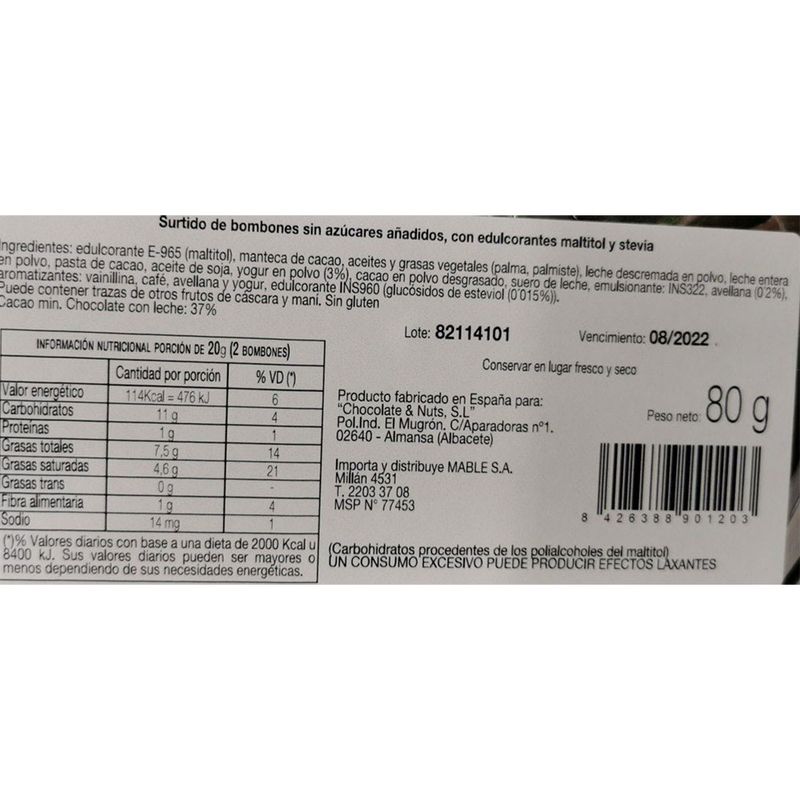 Surtido de bombones sin azúcares añadidos, con edulcorantes maltitol y stevia
Ingredientes: edulcorante E-965 (maltitol), manteca de cacao, aceites y grasas vegetales (palma, palmiste), leche descremada en polvo, leche entera
en polvo, pasta de cacao, aceite de soja, yogur en polvo (3%), cacao en polvo desgrasado, suero de leche, emulsionante: INS322, avellana (0'2%),
aromatizantes: vainillina, café, avellana y yogur, edulcorante INS960 (glucósidos de esteviol (0'015%)).
Puede contener trazas de otros frutos de cáscara y maní. Sin gluten
Cacao min. Chocolate con leche: 37%
INFORMACIÓN NUTRICIONAL PORCIÓN DE 20g (2 BOMBONES)
Cantidad por porción % VD (*)
Valor energético 114Kcal = 476 kJ 6
Carbohidratos 11 g 4
Proteinas 1 g 1
Grasas totales 7,5 g 14
Grasas saturadas 4,6 g 21
Grasas trans 0 g -
Fibra alimentaria 1 g 4
Sodio 14 mg 1
(*)% Valores diarios con base a una dieta de 2000 Kcal u
8400 kJ. Sus valores diarios pueden ser mayores o
menos dependiendo de sus necesidades energéticas.
Lote: 82114101
Vencimiento: 08/2022 .
Conservar en lugar fresco y seco
Producto fabricado en España para:
"Chocolate & Nuts, S.L"
Pol.Ind. El Mugrón. C/Aparadoras nº1.
02640 - Almansa (Albacete)
Peso neto: 80 g
Importa y distribuye MABLE S.A.
Millán 4531
T. 2203 37 08
MSP Nº 77453
8 426388 901203
(Carbohidratos procedentes de los polialcoholes del maltitol)
UN CONSUMO EXCESIVO PUEDE PRODUCIR EFECTOS LAXANTES